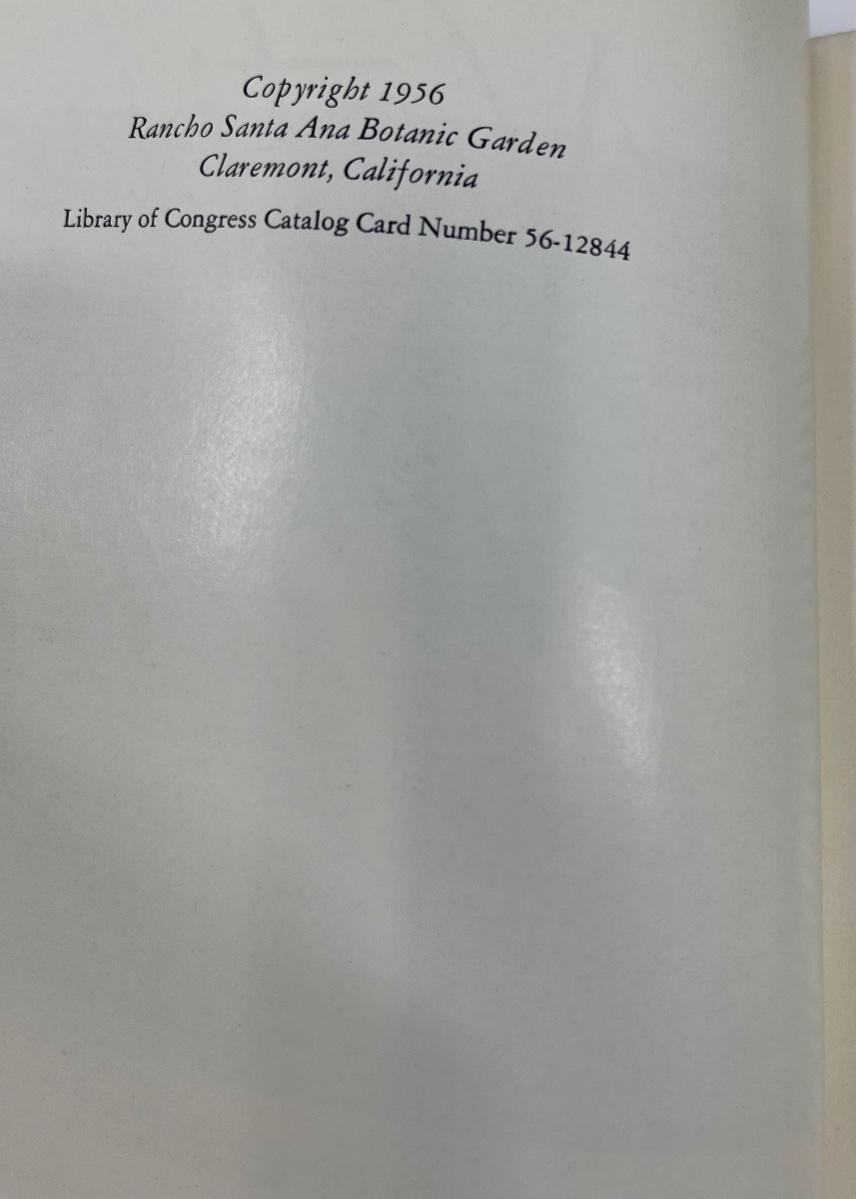 Copyright 1956
Rancho Santa Ana Botanic Garden
Claremont, California
Library of Congress Catalog Card Number 56-12844